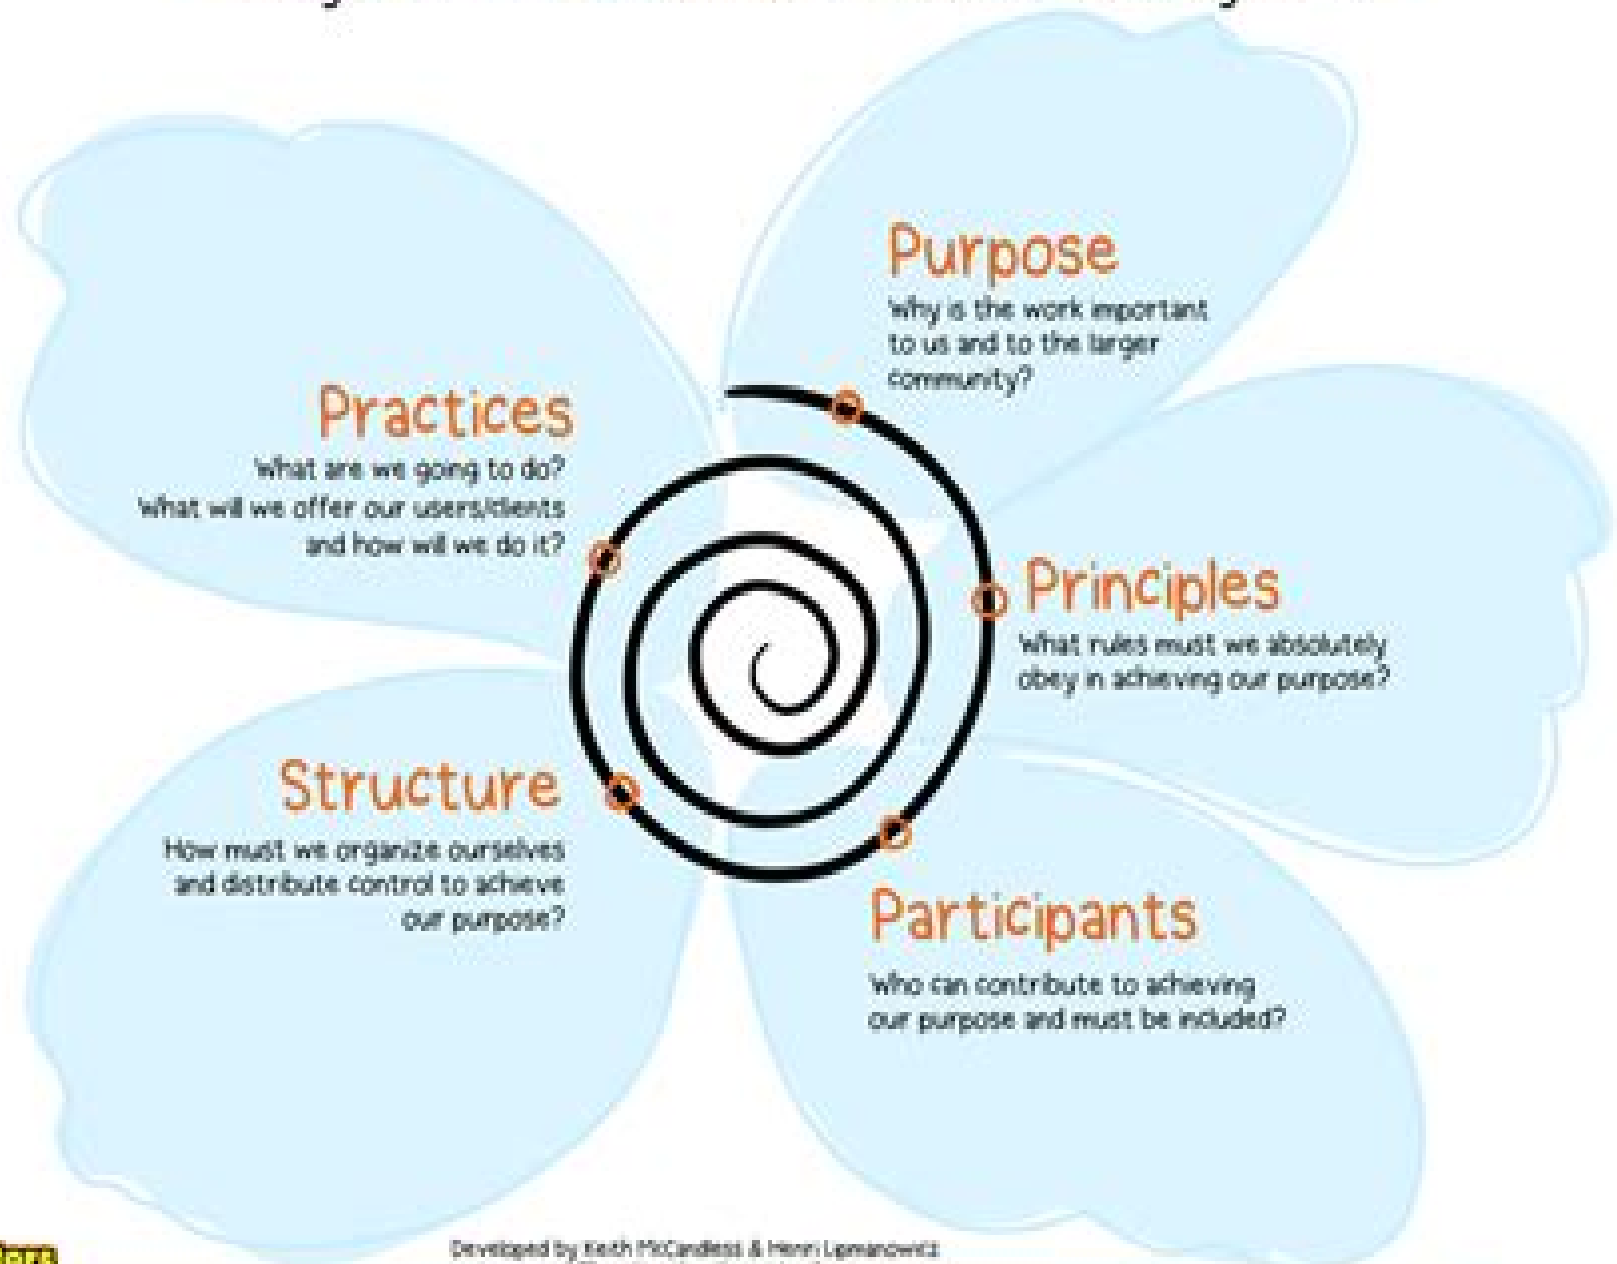 Purpose
Why is the work important
to us and to the larger
community?
Principles
What rules must we absolutely
obey in achieving our purpose?
Participants
Who can contribute to achieving
our purpose and must be included?
Structure
How must we organize ourselves
and distribute control to achieve
our purpose?
Practices
What are we going to do?
What will we offer our users/clients
and how will we do it?
Developed by Keith McCandless & Henri Lipmanowicz